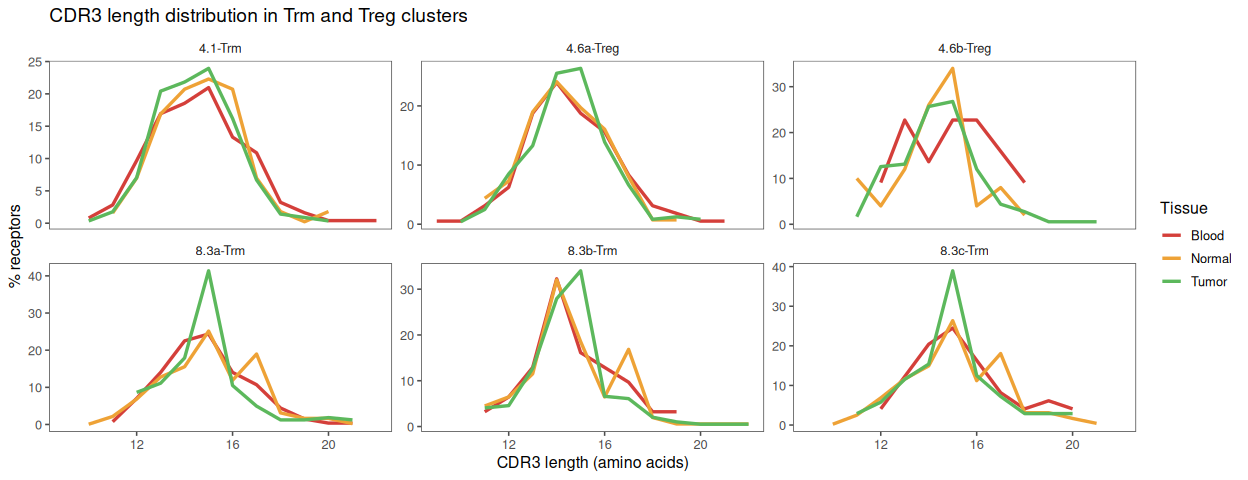 CDR3 length distribution in Trm and Treg clusters
4.1-Trm
4.6a-Treg
4.6b-Treg
25
20
15
10
5
0
20
10
0
30
20
10
0
8.3a-Trm
8.3b-Trm
8.3c-Trm
40
30
20
10
0
30
20
10
0
40
30
20
10
0
12 16 20
12 16 20
12 16 20
% receptors
CDR3 length (amino acids)
Tissue
Blood
Normal
Tumor